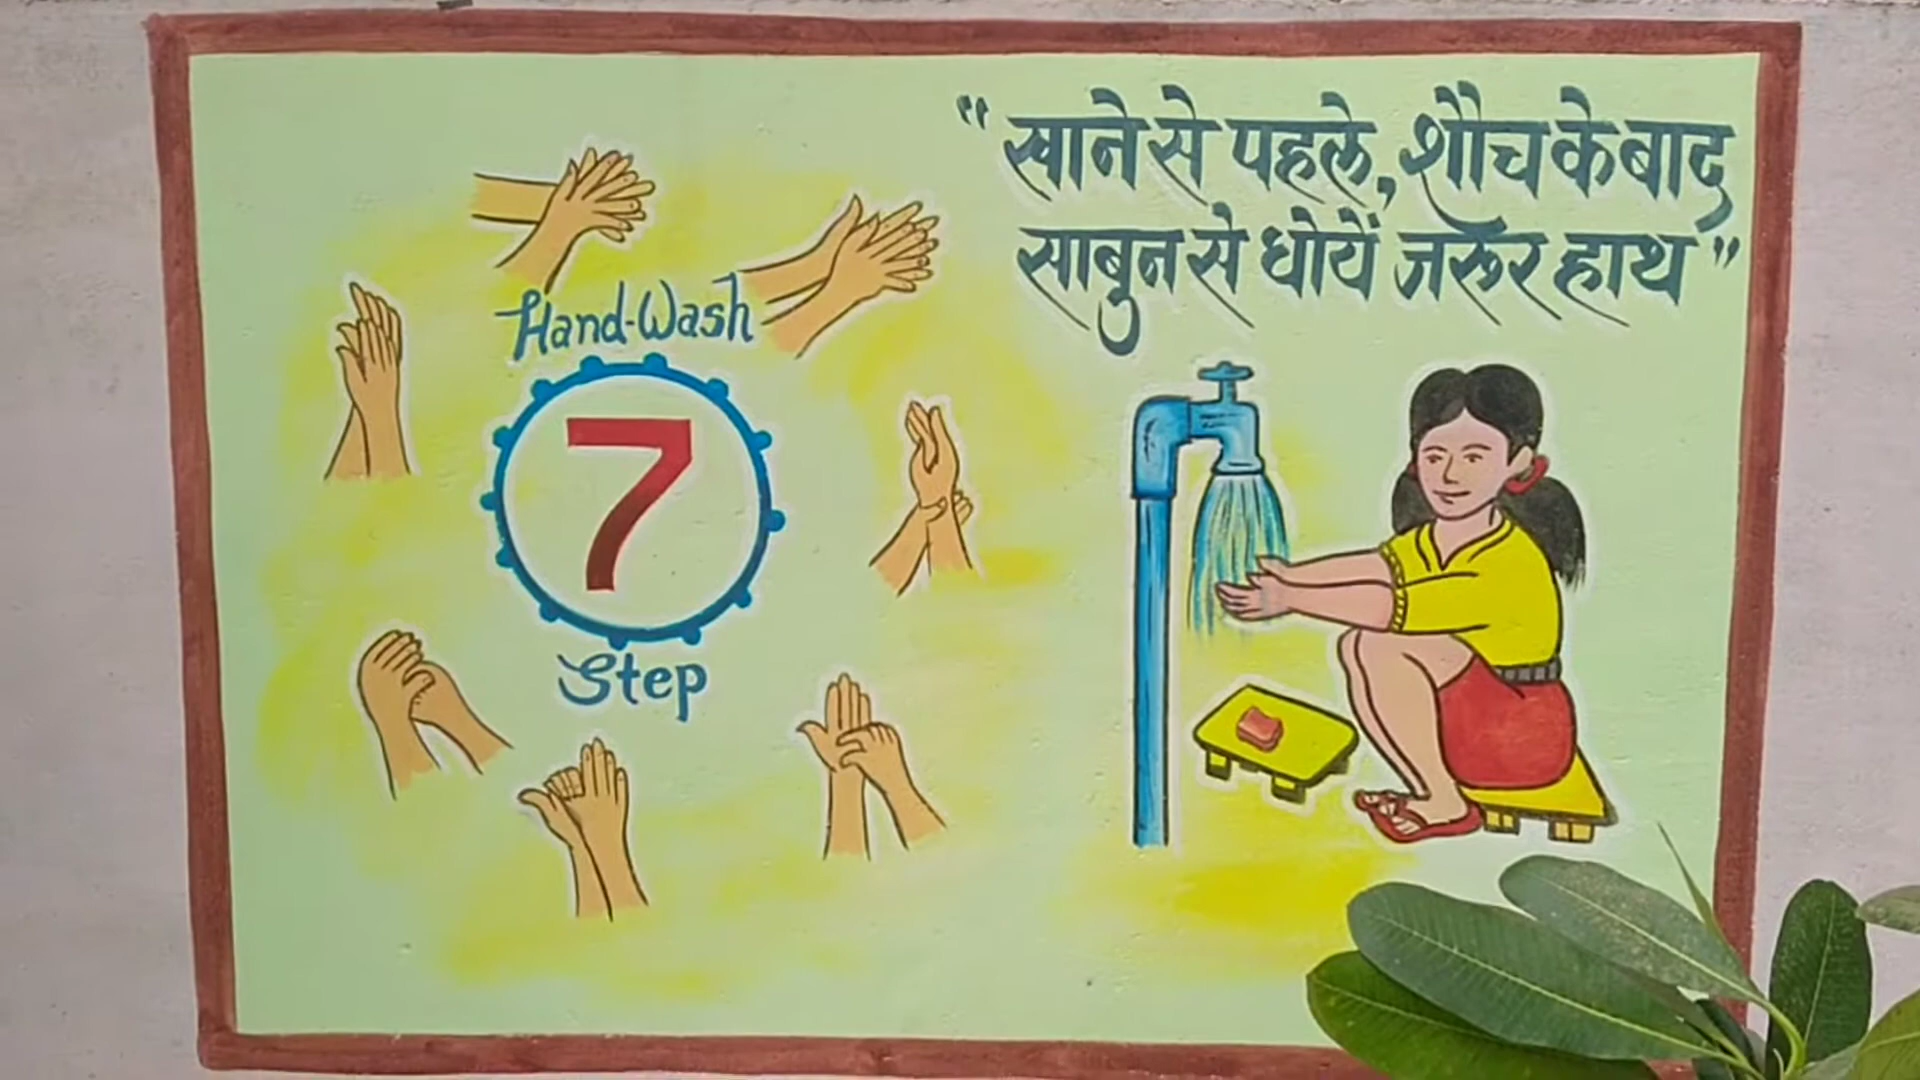 “खाने से पहले, शौच के बाद
साबुन से धोयें जरूर हाथ”
Hand-Wash
7
Step